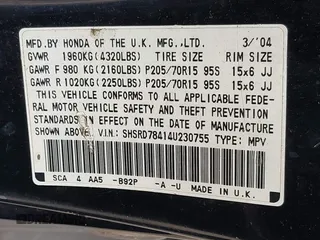 MFD.BY HONDA OF THE U.K. MFG.,LTD. 3/'04
GVWR 1960KG(4320LBS) TIRE SIZE RIM SIZE
GAWR F 980 KG(2160LBS) P205/70R15 95S 15x6 JJ
GAWR R 1020KG(2250LBS) P205/70R15 95S 15x6 JJ
THIS VEHICLE CONFORMS TO ALL APPLICABLE FEDE-
RAL MOTOR VEHICLE SAFETY AND THEFT PREVENTION
STANDARDS IN EFFECT ON THE DATE OF MANUFACTURE
SHOWN ABOVE. V.I.N: SHSRD78414U230755 TYPE: MPV
SCA 4 AA5 -B92P -A -U MADE IN U.K.